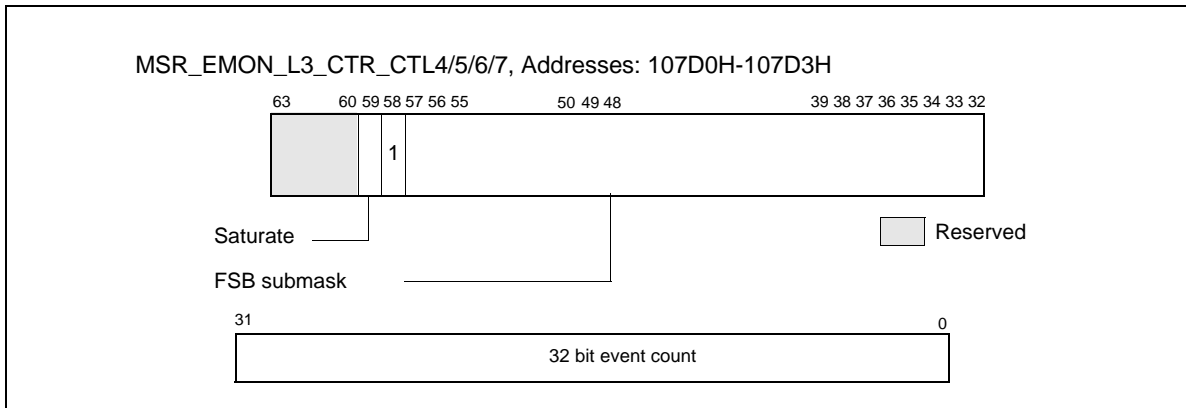 MSR_EMON_L3_CTR_CTL4/5/6/7, Addresses: 107D0H-107D3H
63 60 59 58 57 56 55 50 49 48 39 38 37 36 35 34 33 32
1
Saturate
Reserved
FSB submask
31 0
32 bit event count